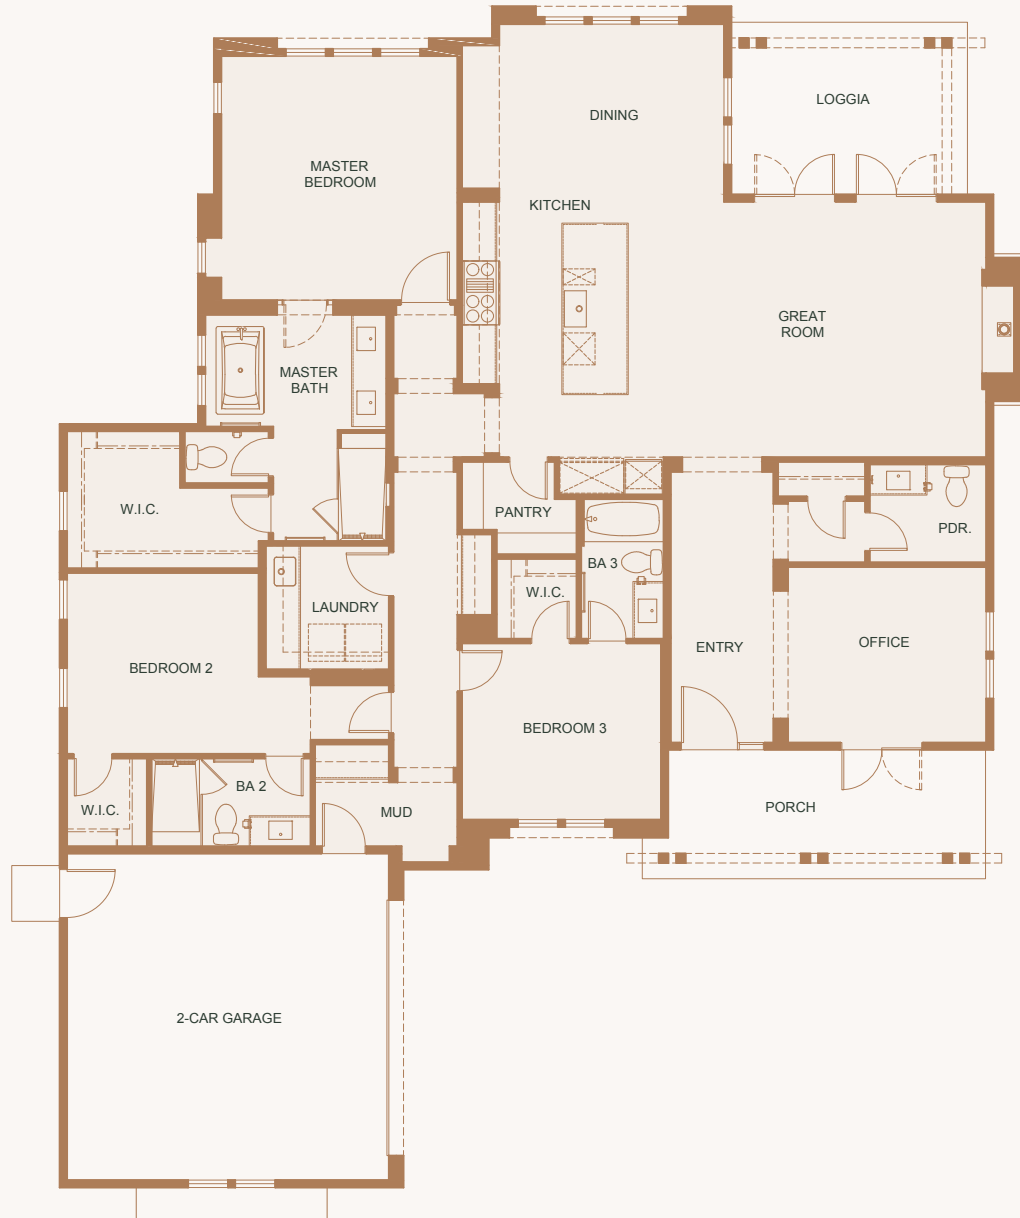 LOGGIA
DINING
MASTER
BEDROOM
KITCHEN
GREAT
ROOM
MASTER
BATH
W.I.C.
PANTRY
PDR.
BA 3
W.I.C.
LAUNDRY
OFFICE
ENTRY
BEDROOM 2
BEDROOM 3
BA 2
PORCH
W.I.C.
MUD
2-CAR GARAGE